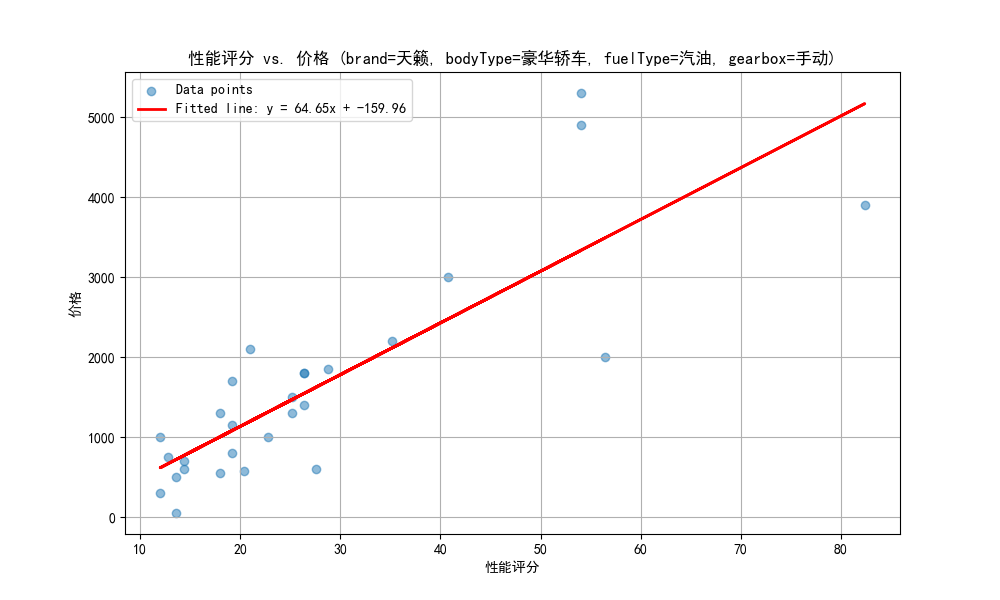 性能评分 vs. 价格 (brand=天籁, bodyType=豪华轿车, fuelType=汽油, gearbox=手动)
Data points
Fitted line: y = 64.65x + -159.96
5000
4000
3000
2000
1000
0
价格
10 20 30 40 50 60 70 80
性能评分